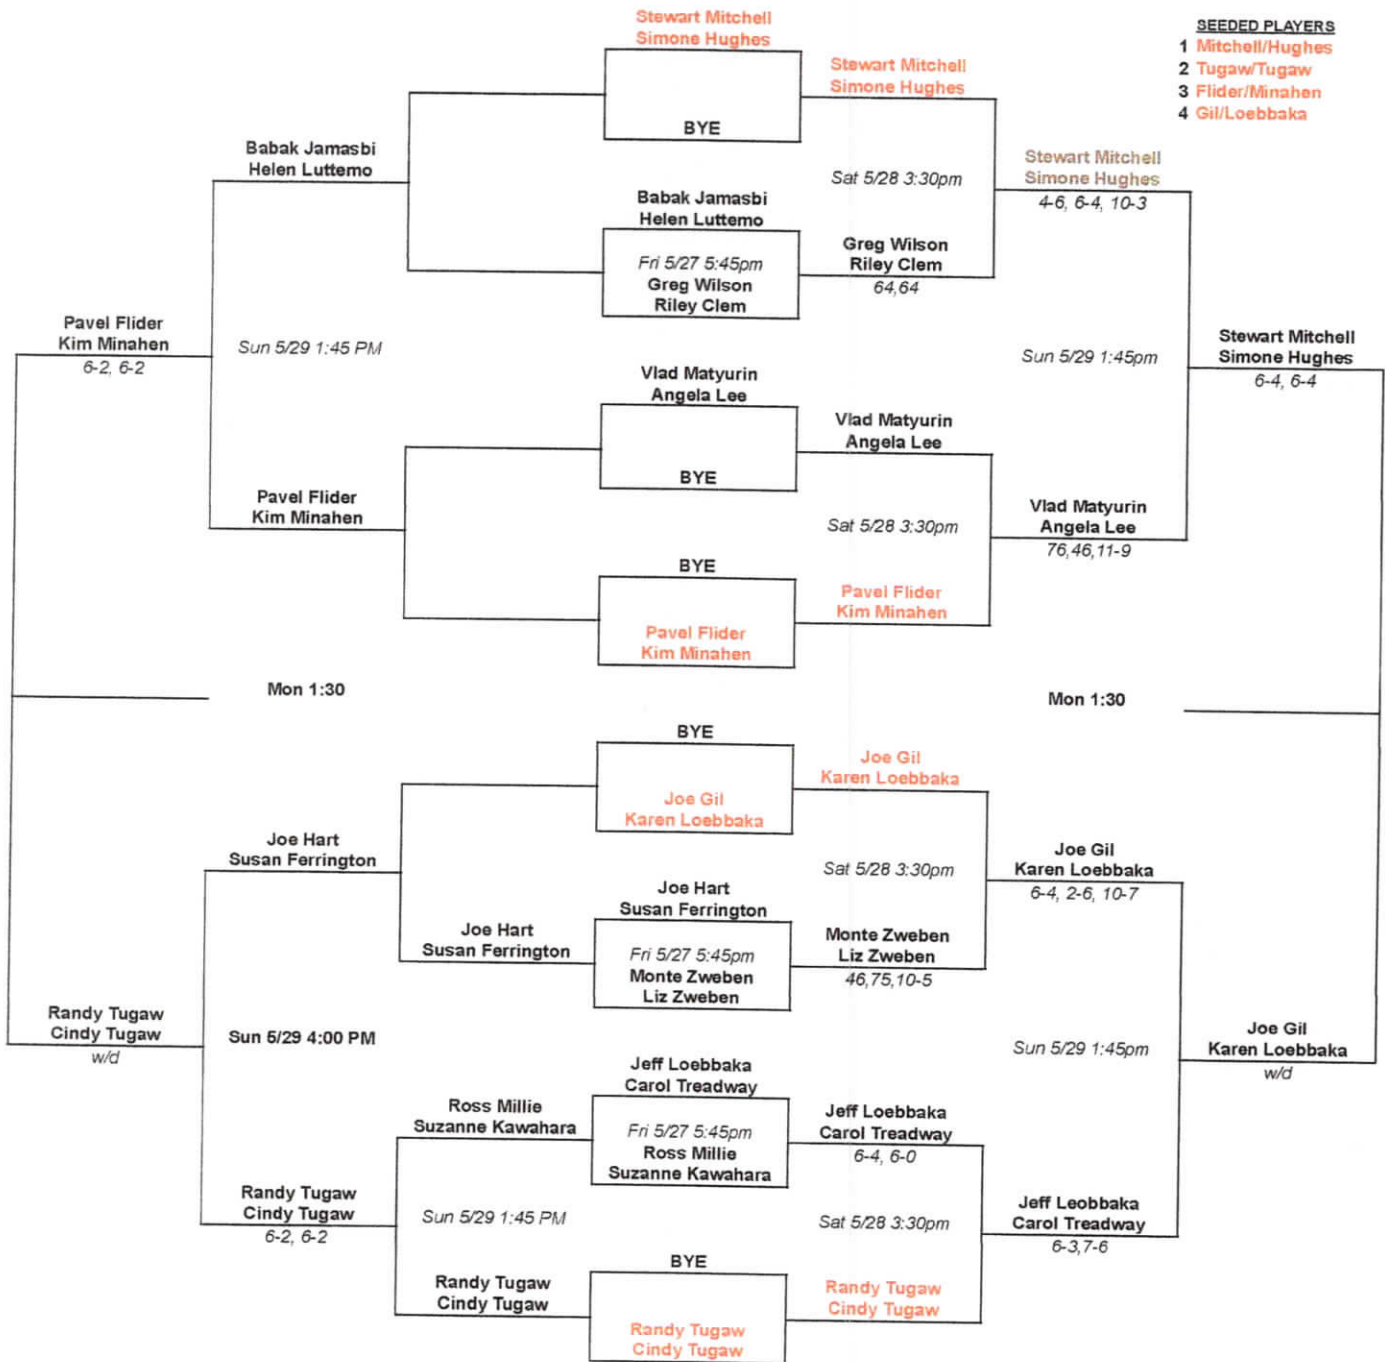 SEEDED PLAYERS
1 Mitchell/Hughes
2 Tugaw/Tugaw
3 Flider/Minahen
4 Gil/Loebbaka
Pavel Flider
Kim Minahen
6-2, 6-2
Randy Tugaw
Cindy Tugaw
w/d
Babak Jamasbi
Helen Luttemo
Sun 5/29 1:45 PM
Pavel Flider
Kim Minahen
Mon 1:30
Joe Hart
Susan Ferrington
Sun 5/29 4:00 PM
Randy Tugaw
Cindy Tugaw
6-2, 6-2
Joe Hart
Susan Ferrington
Ross Millie
Suzanne Kawahara
Sun 5/29 1:45 PM
Randy Tugaw
Cindy Tugaw
Stewart Mitchell
Simone Hughes
BYE
Babak Jamasbi
Helen Luttemo
Fri 5/27 5:45pm
Greg Wilson
Riley Clem
Vlad Matyurin
Angela Lee
BYE
BYE
Pavel Flider
Kim Minahen
BYE
Joe Gil
Karen Loebbaka
Joe Hart
Susan Ferrington
Fri 5/27 5:45pm
Monte Zweben
Liz Zweben
Jeff Loebbaka
Carol Treadway
Fri 5/27 5:45pm
Ross Millie
Suzanne Kawahara
BYE
Randy Tugaw
Cindy Tugaw
Stewart Mitchell
Simone Hughes
Sat 5/28 3:30pm
Greg Wilson
Riley Clem
64,64
Vlad Matyurin
Angela Lee
Sat 5/28 3:30pm
Pavel Flider
Kim Minahen
Joe Gil
Karen Loebbaka
Sat 5/28 3:30pm
Monte Zweben
Liz Zweben
46,75,10-5
Jeff Loebbaka
Carol Treadway
6-4, 6-0
Sat 5/28 3:30pm
Randy Tugaw
Cindy Tugaw
Stewart Mitchell
Simone Hughes
4-6, 6-4, 10-3
Sun 5/29 1:45pm
Vlad Matyurin
Angela Lee
76,46,11-9
Mon 1:30
Joe Gil
Karen Loebbaka
6-4, 2-6, 10-7
Sun 5/29 1:45pm
Jeff Leobbaka
Carol Treadway
6-3,7-6
Stewart Mitchell
Simone Hughes
6-4, 6-4
Joe Gil
Karen Loebbaka
w/d